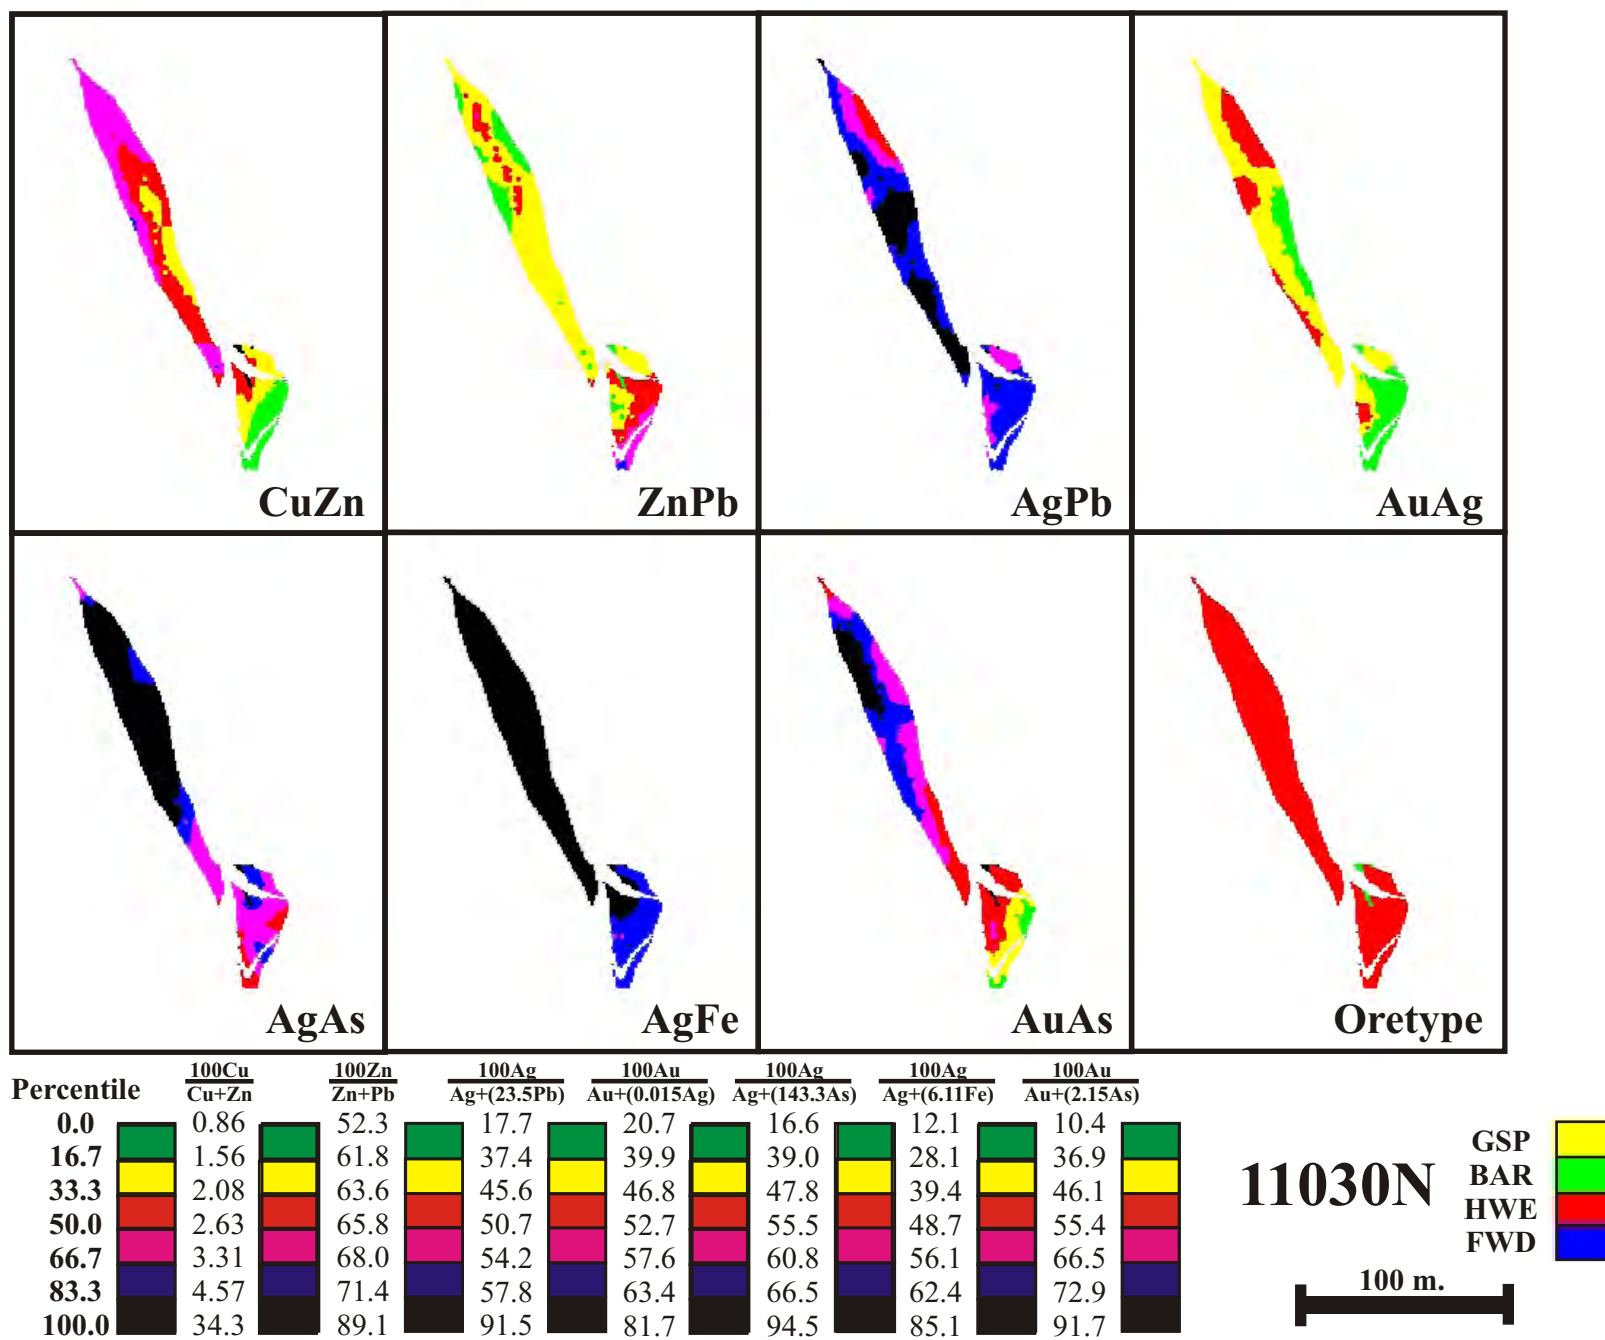 CuZn ZnPb AgPb AuAg
AgAs AgFe AuAs Oretype
Percentile 100Cu 100Zn 100Ag 100Au 100Ag 100Ag 100Au
Cu+Zn Zn+Pb Ag+(23.5Pb) Au+(0.015Ag) Ag+(143.3As) Ag+(6.11Fe) Au+(2.15As)
0.0 0.86 52.3 17.7 20.7 16.6 12.1 10.4
16.7 1.56 61.8 37.4 39.9 39.0 28.1 36.9
33.3 2.08 63.6 45.6 46.8 47.8 39.4 46.1
50.0 2.63 65.8 50.7 52.7 55.5 48.7 55.4
66.7 3.31 68.0 54.2 57.6 60.8 56.1 66.5
83.3 4.57 71.4 57.8 63.4 66.5 62.4 72.9
100.0 34.3 89.1 91.5 81.7 94.5 85.1 91.7
11030N
GSP
BAR
HWE
FWD
100 m.